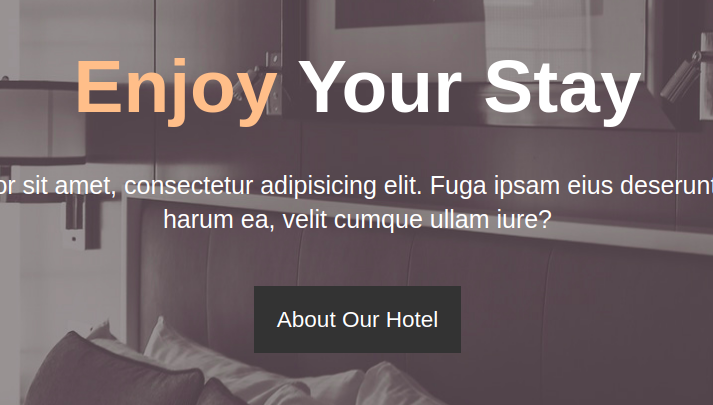 Enjoy Your Stay
sit amet, consectetur adipisicing elit. Fuga ipsam eius deserunt
harum ea, velit cumque ullam iure?
About Our Hotel